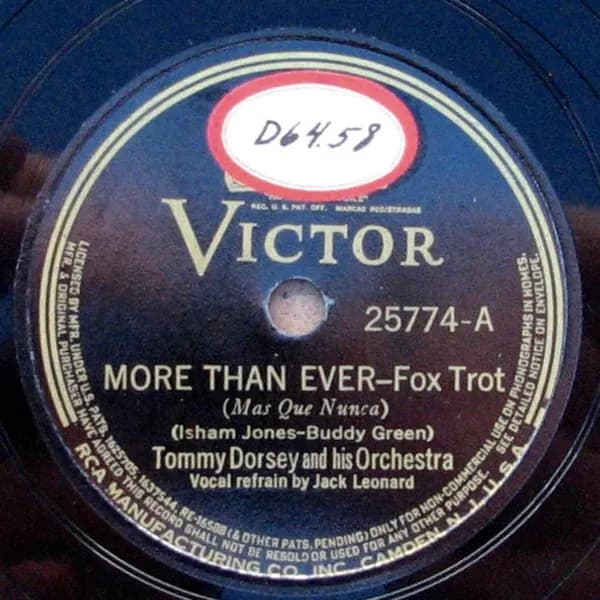 D64.58
REG. U. S. PAT. OFF. MARCAS REGISTRADAS
VICTOR
25774-A
MORE THAN EVER–Fox Trot
(Mas Que Nunca)
(Isham Jones-Buddy Green)
Tommy Dorsey and his Orchestra
Vocal refrain by Jack Leonard
LICENSED BY MFR. UNDER U.S. PATS. 1625705, 1637544, RE-16588 (& OTHER PATS. PENDING) ONLY FOR NON-COMMERCIAL USE ON PHONOGRAPHS IN HOMES.
MFR. & ORIGINAL PURCHASER HAVE AGREED THIS RECORD SHALL NOT BE RESOLD OR USED FOR ANY OTHER PURPOSE. SEE DETAILED NOTICE ON ENVELOPE.
RCA MANUFACTURING CO. INC. CAMDEN, N.J., U.S.A.